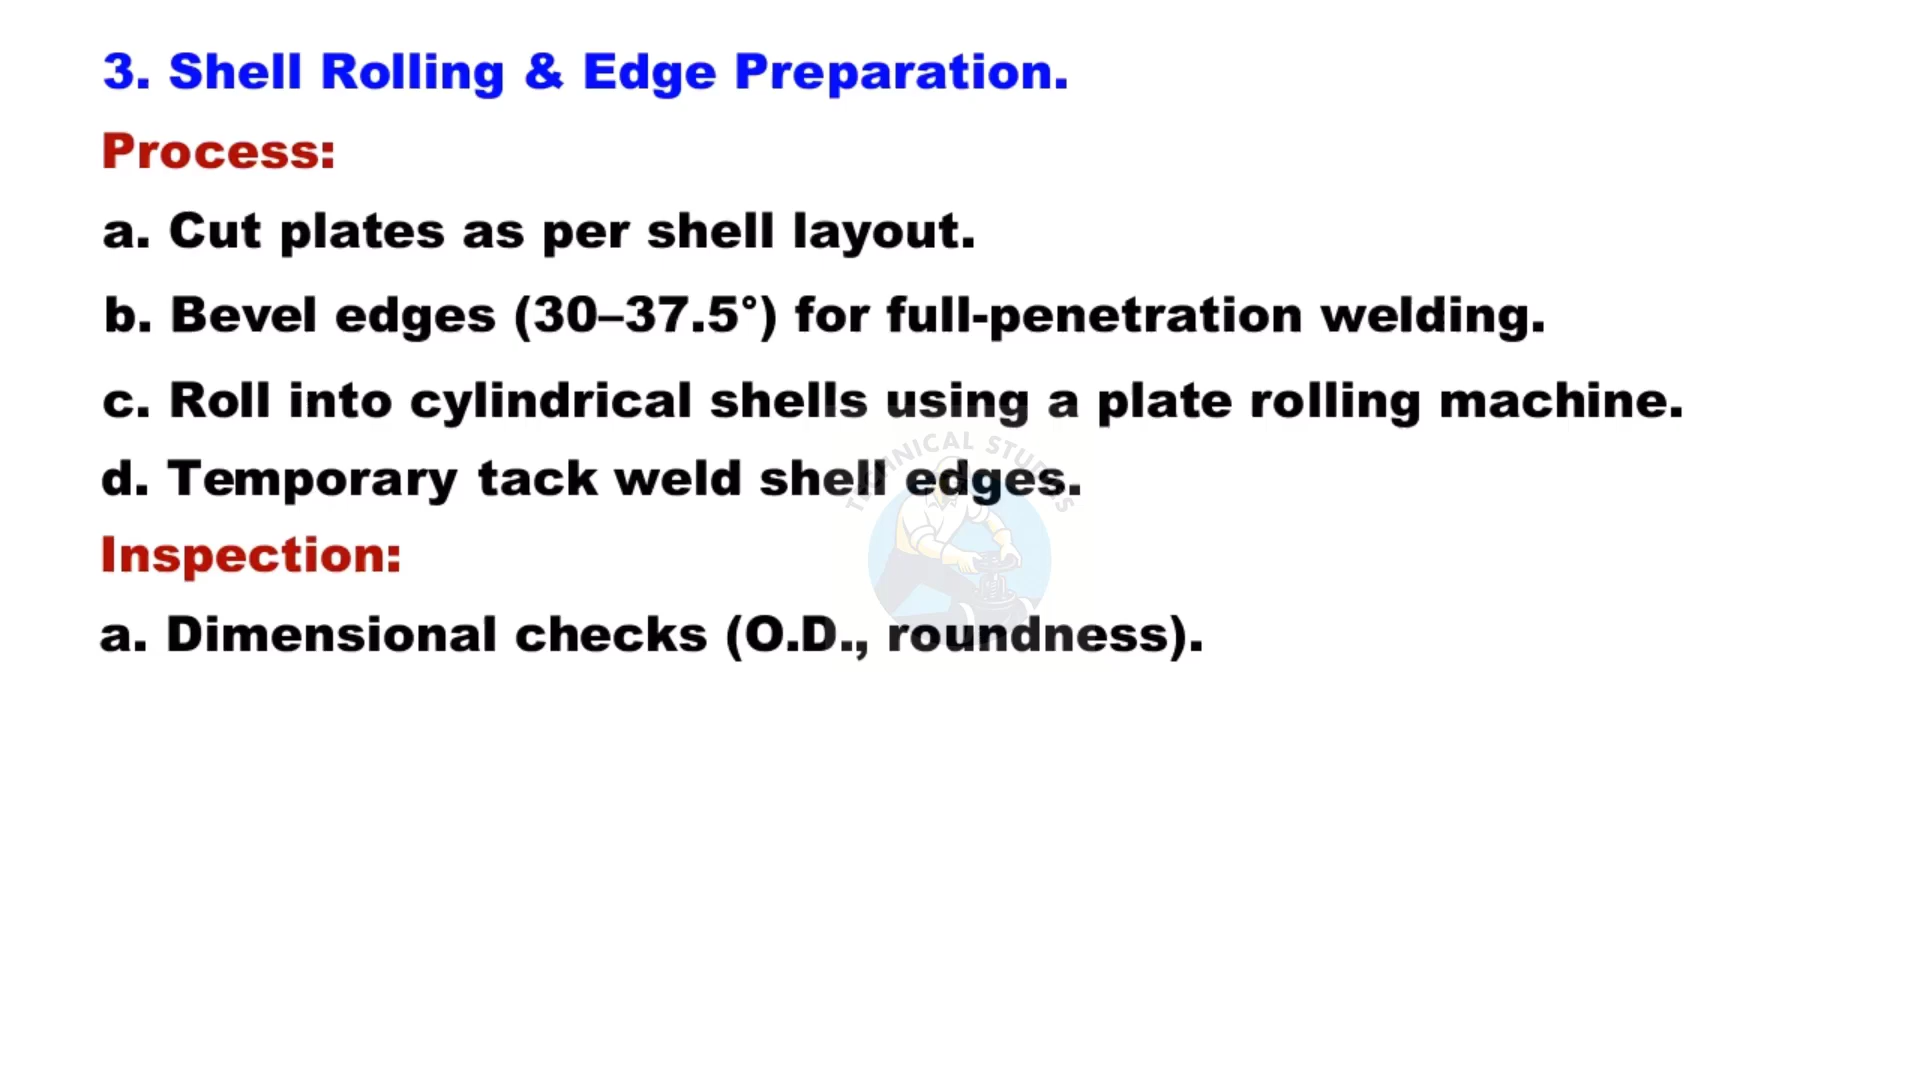 3. Shell Rolling & Edge Preparation.
Process:
a. Cut plates as per shell layout.
b. Bevel edges (30–37.5°) for full-penetration welding.
c. Roll into cylindrical shells using a plate rolling machine.
TECHNICAL STUDIES
d. Temporary tack weld shell edges.
Inspection:
a. Dimensional checks (O.D., roundness).